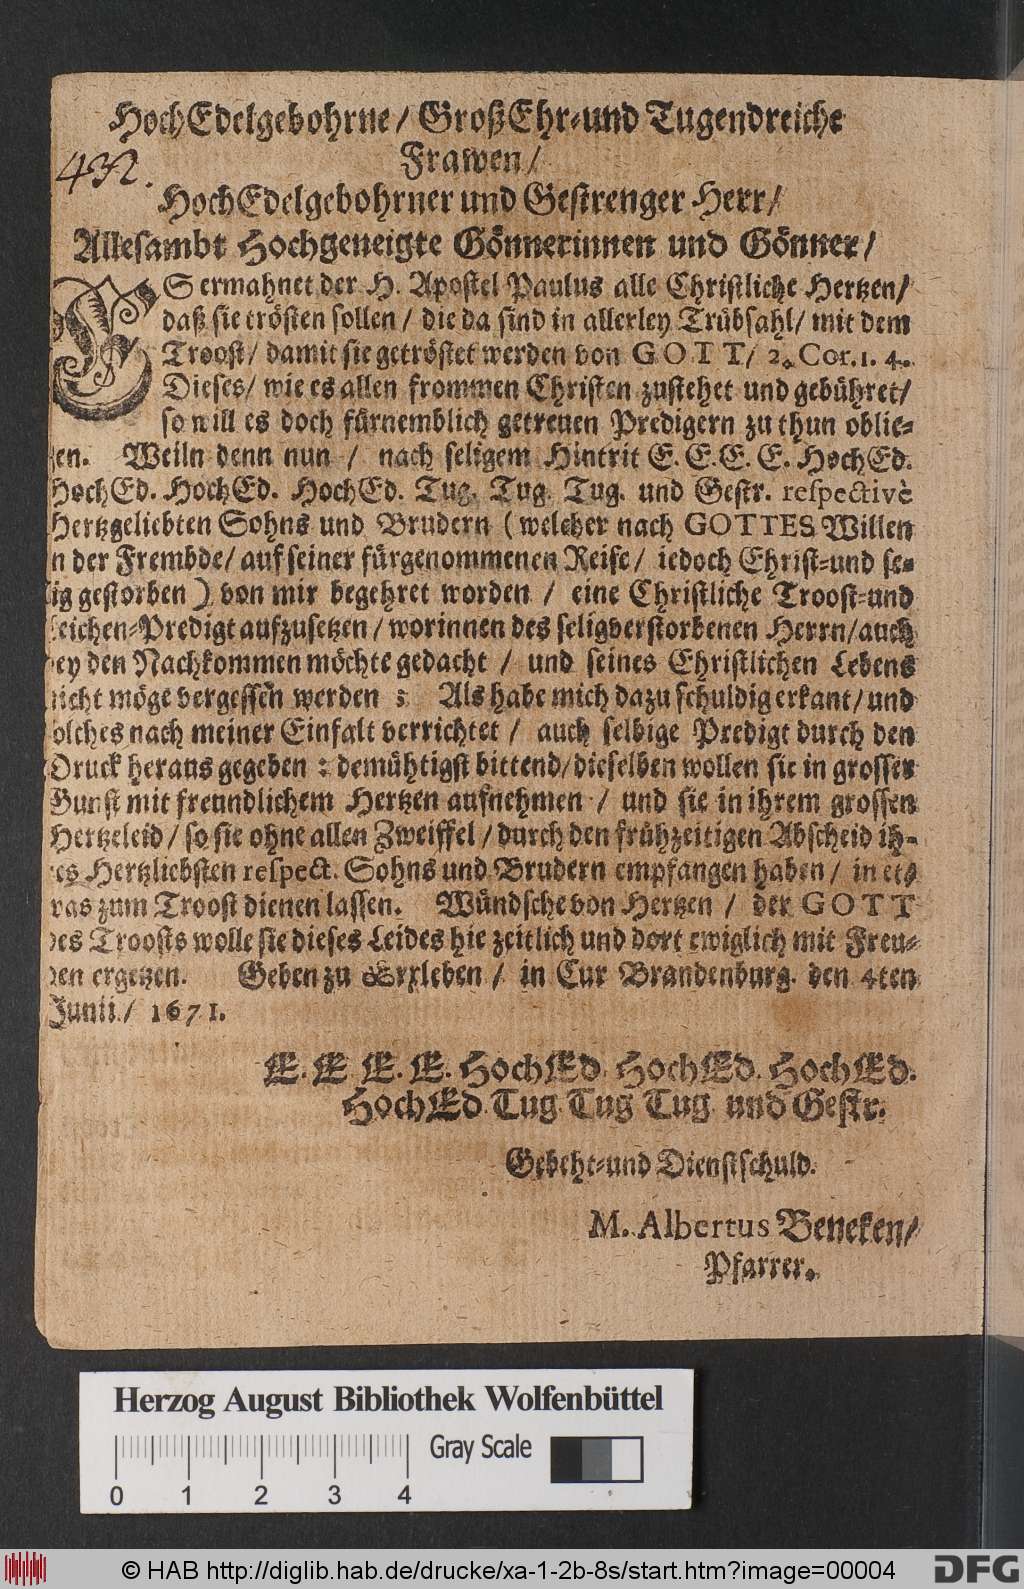 HochEdelgebohrne / GroßEhr-und Tugendreiche
Frawen /
432.
HochEdelgebohrner und Gestrenger Herr /
Allesambt Hochgeneigte Gönnerinnen und Gönner /
ES ermahnet der H. Apostel Paulus alle Christliche Hertzen /
daß sie trösten sollen / die da sind in allerley Trübsahl / mit dem
Troost / damit sie getröstet werden von GOTT / 2. Cor. 1. 4.
Dieses / wie es allen frommen Christen zustehet und gebühret /
so will es doch fürnemblich getreuen Predigern zu thun oblie-
en. Weiln denn nun / nach seligem Hintrit E. E. E. E. HochEd.
HochEd. HochEd. HochEd. Tug. Tug. Tug. und Gestr. respectivè
Hertzgeliebten Sohns und Brudern (welcher nach GOTTES Willen
n der Frembde / auf seiner fürgenommenen Reise / iedoch Christ-und se-
lig gestorben) von mir begehret worden / eine Christliche Troost-und
eichen-Predigt aufzusetzen / worinnen des seligverstorbenen Herrn / auch
ey den Nachkommen möchte gedacht / und seines Christlichen Lebens
nicht möge vergessen werden : Als habe mich dazu schuldig erkant / und
olches nach meiner Einfalt verrichtet / auch selbige Predigt durch den
Druck heraus gegeben : demühtigst bittend / dieselben wollen sie in grosser
Gunst mit freundlichem Hertzen aufnehmen / und sie in ihrem grossen
Hertzeleid / so sie ohne allen Zweiffel / durch den frühzeitigen Abscheid ih-
es Hertzliebsten respect. Sohns und Brudern empfangen haben / in et-
was zum Troost dienen lassen. Wündsche von Hertzen / der GOTT
des Troosts wolle sie dieses Leides hie zeitlich und dort ewiglich mit Freu-
den ergetzen. Geben zu Erxleben / in Cur Brandenburg. den 4ten
Junii / 1671.
E. E. E. E. HochEd. HochEd. HochEd.
HochEd. Tug. Tug. Tug. und Gestr.
Gebeht-und Dienstschuld.
M. Albertus Beneken /
Pfarrer.
Herzog August Bibliothek Wolfenbüttel
Gray Scale
0 1 2 3 4
© HAB http://diglib.hab.de/drucke/xa-1-2b-8s/start.htm?image=00004
DFG